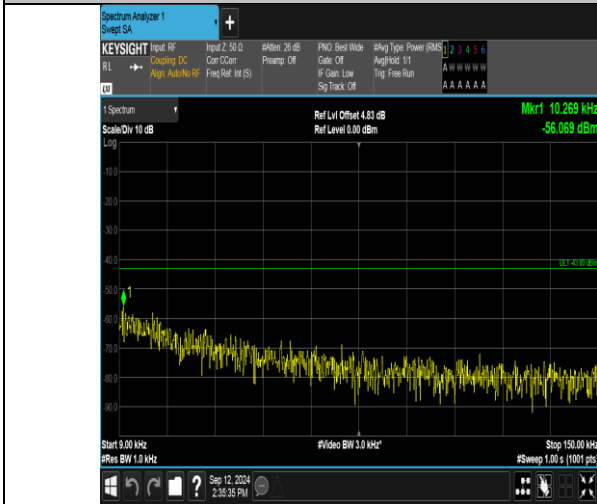 Spectrum Analyzer 1
Swept SA
+
KEYSIGHT
RL
Input: RF
Coupling: DC
Align: Auto/No RF
Input Z: 50 Ω
Corr CCorr
Freq Ref: Int (S)
#Atten: 26 dB
Preamp: Off
PNO: Best Wide
Gate: Off
IF Gain: Low
Sig Track: Off
#Avg Type: Power (RMS
Avg|Hold: 1/1
Trig: Free Run
1 2 3 4 5 6
A W W W W W
A A A A A A
1 Spectrum
Scale/Div 10 dB
Log
Ref Lvl Offset 4.83 dB
Ref Level 0.00 dBm
Mkr1 10.269 kHz
-56.069 dBm
-10.0
-20.0
-30.0
-40.0
DL1 -43.00 dBm
-50.0
1
-60.0
-70.0
-80.0
-90.0
Start 9.00 kHz
#Res BW 1.0 kHz
#Video BW 3.0 kHz*
Stop 150.00 kHz
#Sweep 1.00 s (1001 pts)
?
Sep 12, 2024
2:35:35 PM